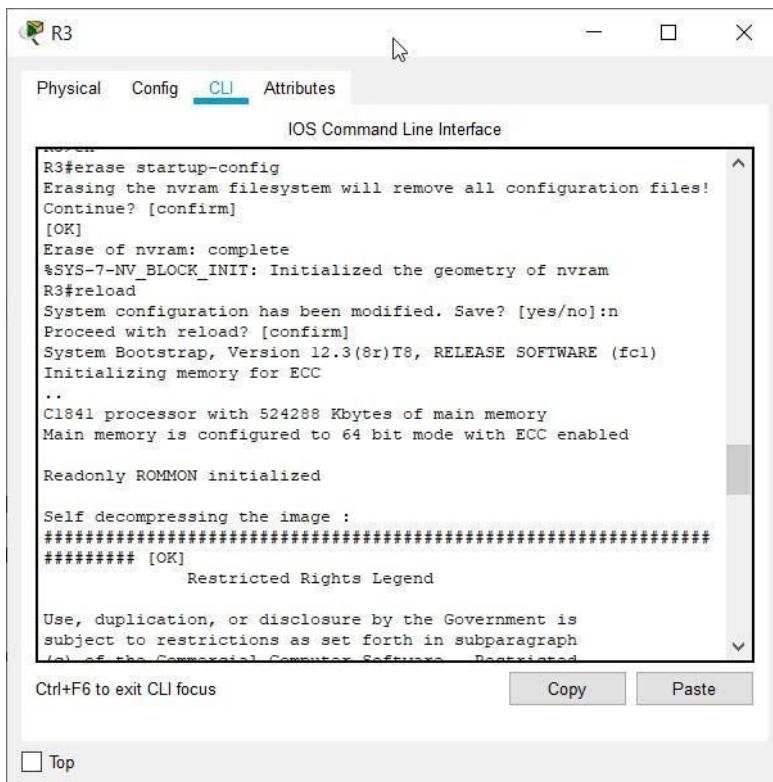 R3
Physical Config CLI Attributes
IOS Command Line Interface
R3#erase startup-config
Erasing the nvram filesystem will remove all configuration files!
Continue? [confirm]
[OK]
Erase of nvram: complete
%SYS-7-NV_BLOCK_INIT: Initialized the geometry of nvram
R3#reload
System configuration has been modified. Save? [yes/no]:n
Proceed with reload? [confirm]
System Bootstrap, Version 12.3(8r)T8, RELEASE SOFTWARE (fc1)
Initializing memory for ECC
..
C1841 processor with 524288 Kbytes of main memory
Main memory is configured to 64 bit mode with ECC enabled
Readonly ROMMON initialized
Self decompressing the image :
#################################################################
######### [OK]
Restricted Rights Legend
Use, duplication, or disclosure by the Government is
subject to restrictions as set forth in subparagraph
(c) of the Commercial Computer Software - Restricted
Ctrl+F6 to exit CLI focus
Copy Paste
Top